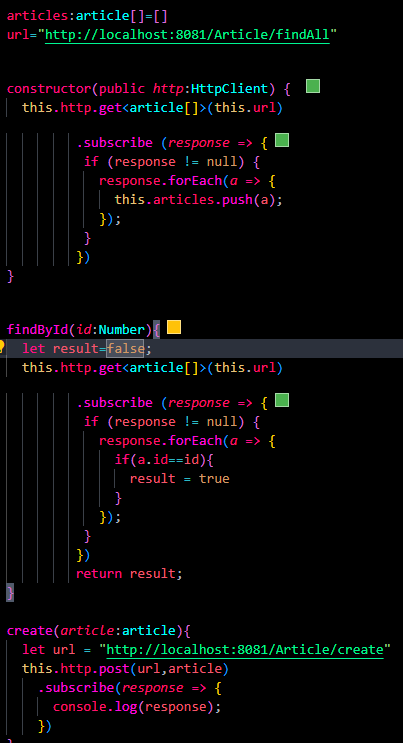 articles:article[]=[]
url="http://localhost:8081/Article/findAll"
constructor(public http:HttpClient) {
this.http.get<article[]>(this.url)
.subscribe (response => {
if (response != null) {
response.forEach(a => {
this.articles.push(a);
});
}
})
}
findById(id:Number){
let result=false;
this.http.get<article[]>(this.url)
.subscribe (response => {
if (response != null) {
response.forEach(a => {
if(a.id==id){
result = true
}
});
}
})
return result;
}
create(article:article){
let url = "http://localhost:8081/Article/create"
this.http.post(url,article)
.subscribe(response => {
console.log(response);
})
}